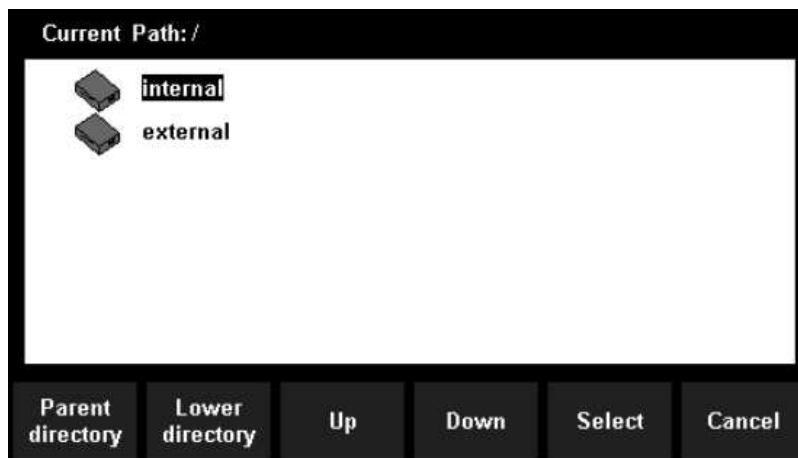 Current Path: /
internal
external
Parent directory
Lower directory
Up
Down
Select
Cancel